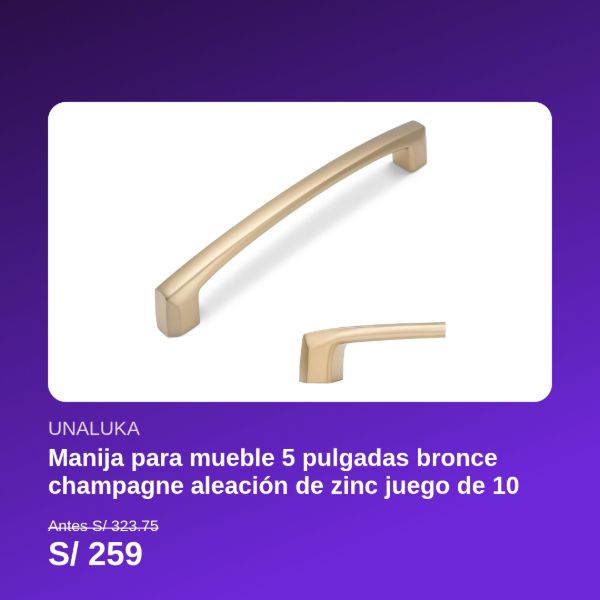 UNALUKA
Manija para mueble 5 pulgadas bronce
champagne aleación de zinc juego de 10
Antes S/ 323.75
S/ 259